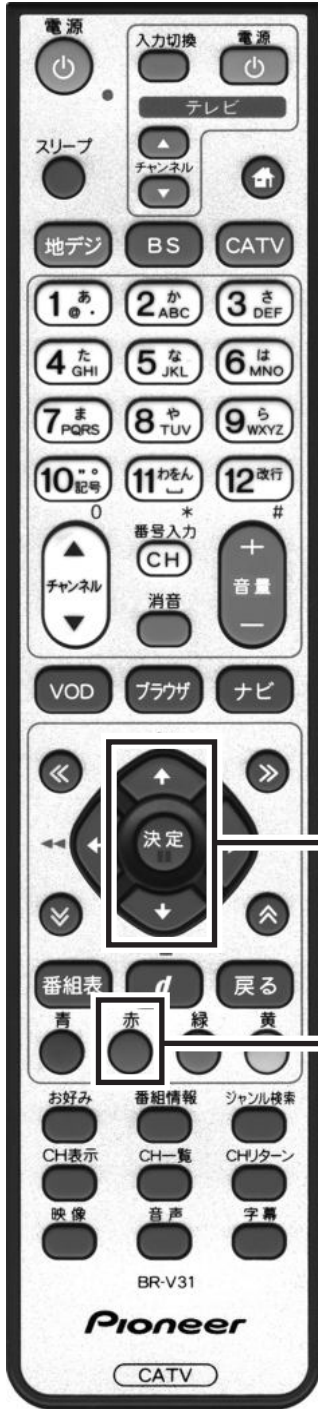 電源
入力切換 電源
テレビ
スリープ
チャンネル
地デジ BS CATV
1 あ @. 2 か ABC 3 さ DEF
4 た GHI 5 な JKL 6 は MNO
7 ま PQRS 8 や TUV 9 ら WXYZ
10 ゛゜ 記号 11 わをん 12 改行
0 * #
番号入力
CH
チャンネル
消音
+
音量
−
VOD ブラウザ ナビ
決定
番組表 d 戻る
青 赤 緑 黄
お好み 番組情報 ジャンル検索
CH表示 CH一覧 CHリターン
映像 音声 字幕
BR-V31
Pioneer
CATV